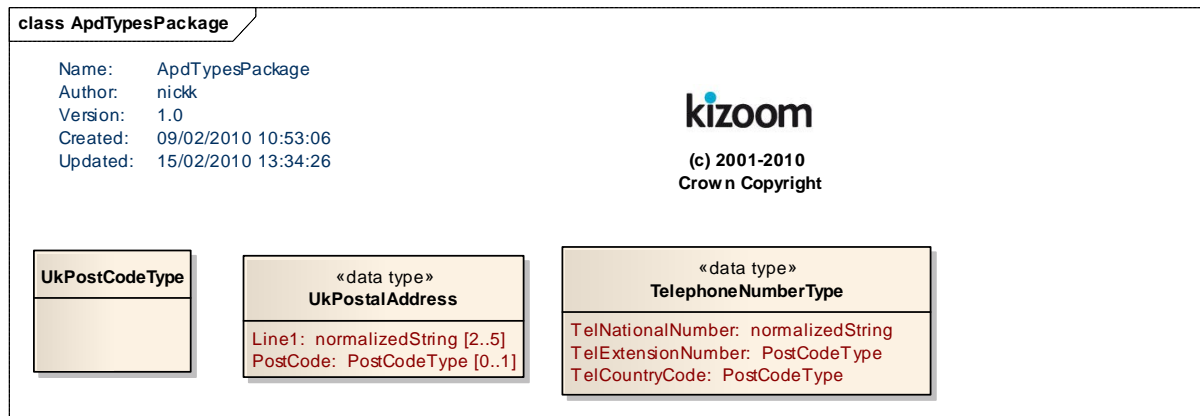 class ApdTypesPackage
Name: ApdTypesPackage
Author: nickk
Version: 1.0
Created: 09/02/2010 10:53:06
Updated: 15/02/2010 13:34:26
kizoom
(c) 2001-2010
Crown Copyright
UkPostCodeType
«data type»
UkPostalAddress
Line1: normalizedString [2..5]
PostCode: PostCodeType [0..1]
«data type»
TelephoneNumberType
TelNationalNumber: normalizedString
TelExtensionNumber: PostCodeType
TelCountryCode: PostCodeType